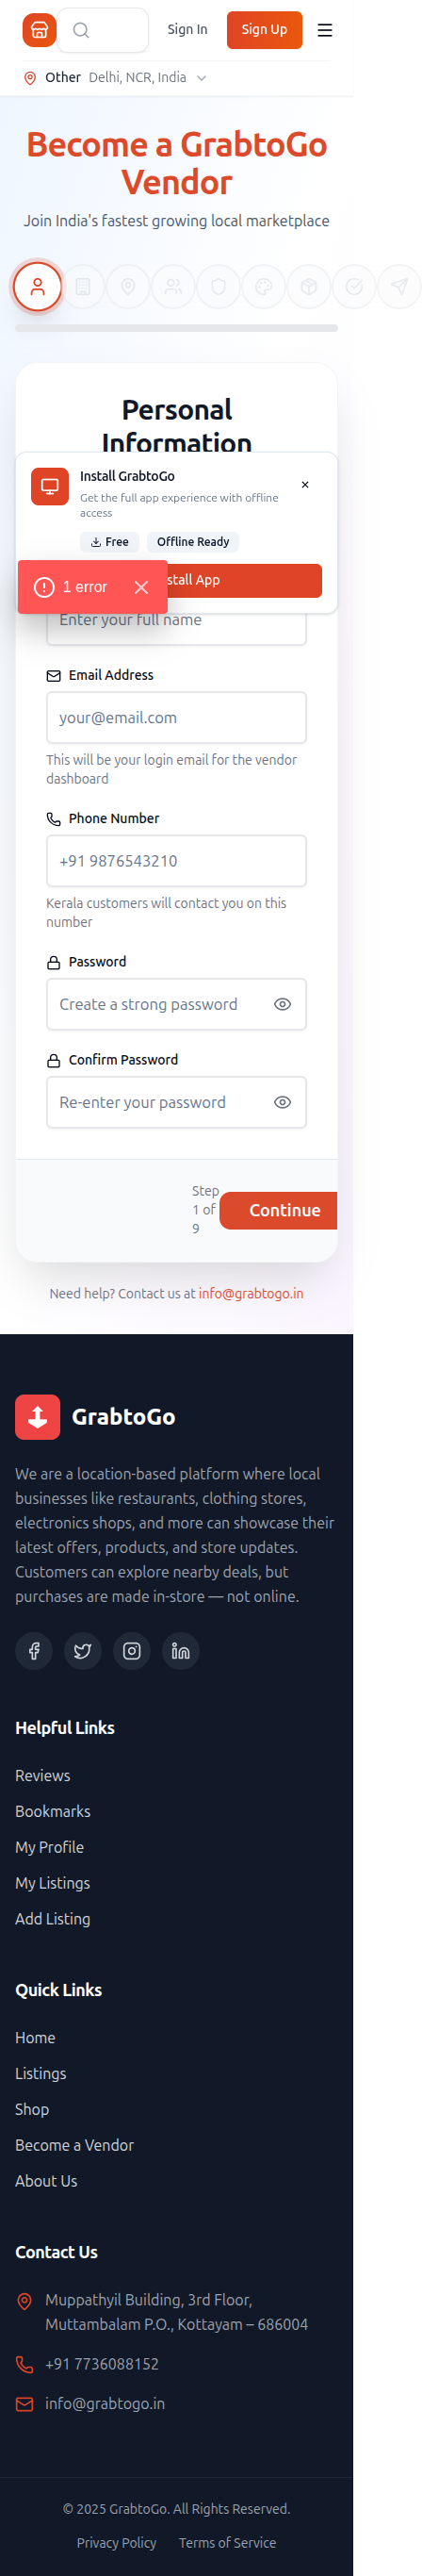 Sign In
Sign Up
Other Delhi, NCR, India
Become a GrabtoGo
Vendor
Join India's fastest growing local marketplace
Personal
Information
Install GrabtoGo
Get the full app experience with offline
access
Free
Offline Ready
App
1 error
Enter your full name
Email Address
your@email.com
This will be your login email for the vendor
dashboard
Phone Number
+91 9876543210
Kerala customers will contact you on this
number
Password
Create a strong password
Confirm Password
Re-enter your password
Step
1 of
9
Continue
Need help? Contact us at info@grabtogo.in
GrabtoGo
We are a location-based platform where local
businesses like restaurants, clothing stores,
electronics shops, and more can showcase their
latest offers, products, and store updates.
Customers can explore nearby deals, but
purchases are made in-store — not online.
Helpful Links
Reviews
Bookmarks
My Profile
My Listings
Add Listing
Quick Links
Home
Listings
Shop
Become a Vendor
About Us
Contact Us
Muppathyil Building, 3rd Floor,
Muttambalam P.O., Kottayam – 686004
+91 7736088152
info@grabtogo.in
© 2025 GrabtoGo. All Rights Reserved.
Privacy Policy
Terms of Service